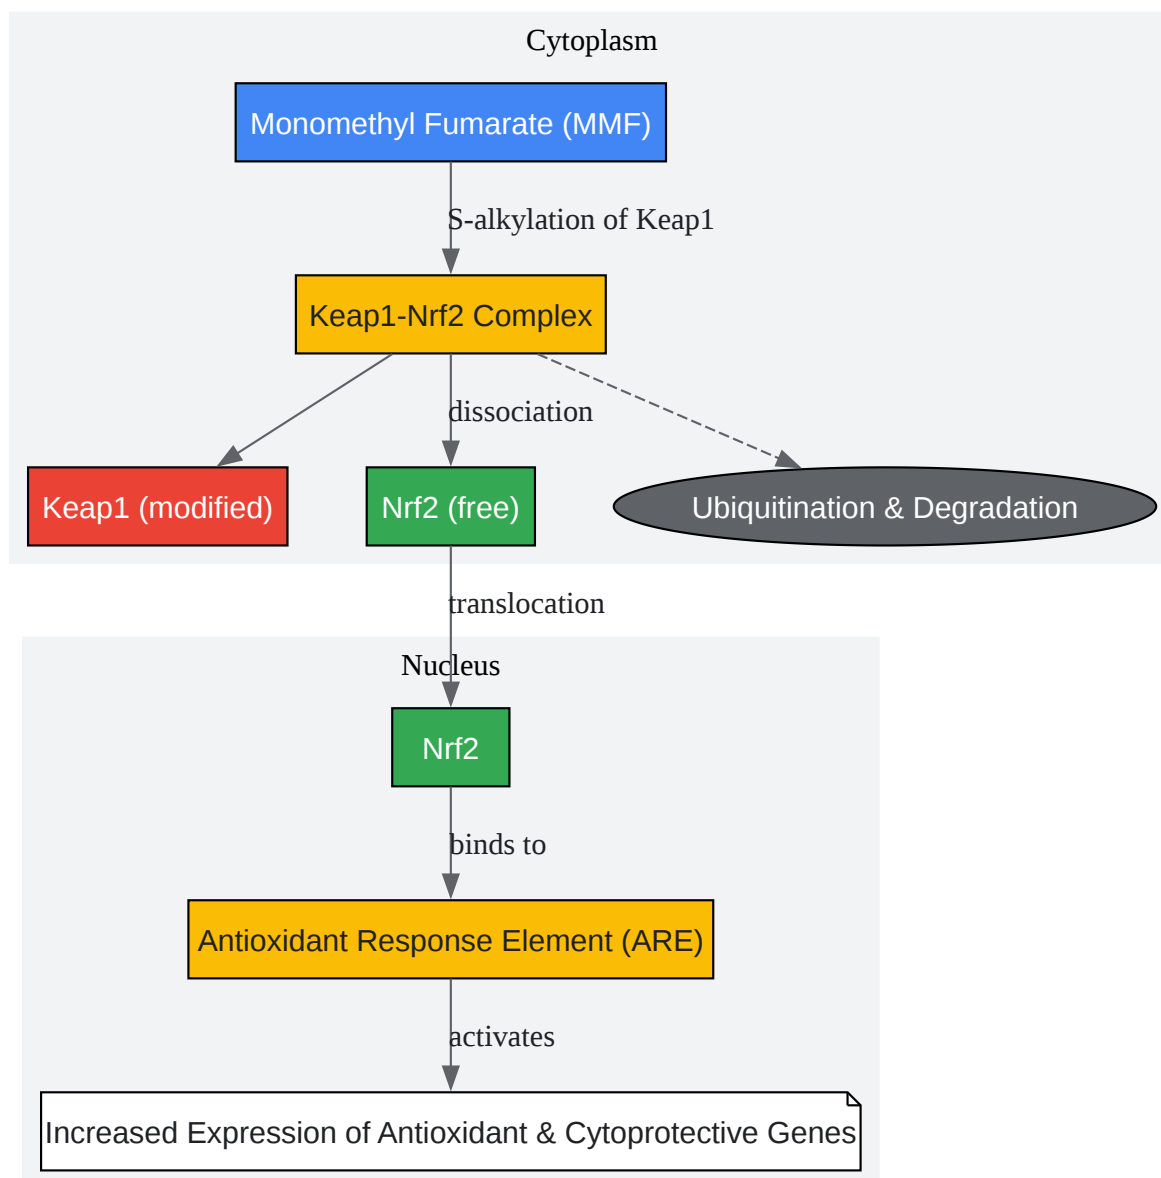 Cytoplasm
Monomethyl Fumarate (MMF)
S-alkylation of Keap1
Keap1-Nrf2 Complex
dissociation
Keap1 (modified)
Nrf2 (free)
Ubiquitination & Degradation
translocation
Nucleus
Nrf2
binds to
Antioxidant Response Element (ARE)
activates
Increased Expression of Antioxidant & Cytoprotective Genes